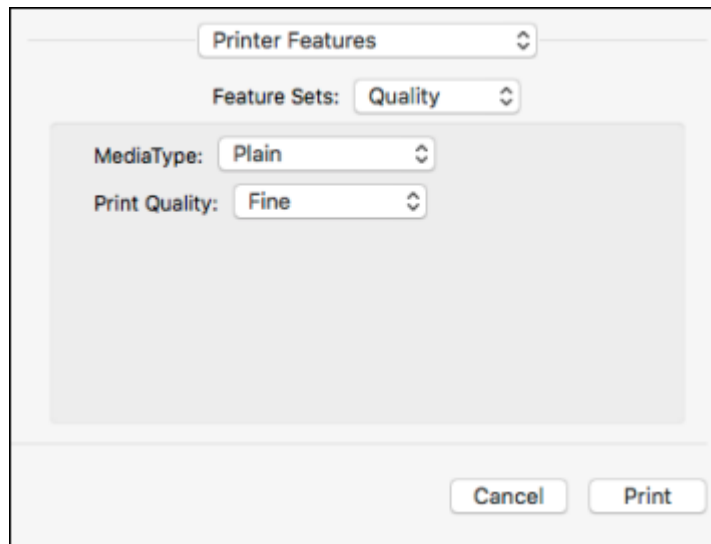 Printer Features
Feature Sets: Quality
MediaType: Plain
Print Quality: Fine
Cancel Print